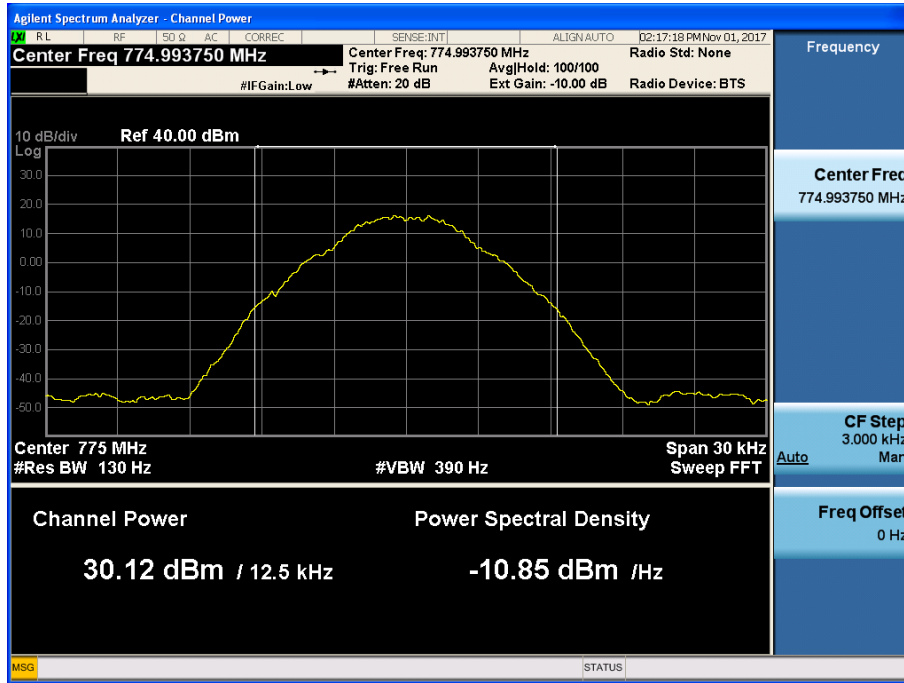 Agilent Spectrum Analyzer - Channel Power
LXI RL RF 50 Ω AC CORREC SENSE:INT ALIGN AUTO 02:17:18 PM Nov 01, 2017
Center Freq 774.993750 MHz
Center Freq: 774.993750 MHz Radio Std: None
Trig: Free Run Avg|Hold: 100/100
#IFGain:Low #Atten: 20 dB Ext Gain: -10.00 dB Radio Device: BTS
Frequency
10 dB/div Ref 40.00 dBm
Log
30.0
20.0
10.0
0.00
-10.0
-20.0
-30.0
-40.0
-50.0
Center 775 MHz Span 30 kHz
#Res BW 130 Hz #VBW 390 Hz Sweep FFT
Channel Power Power Spectral Density
30.12 dBm / 12.5 kHz -10.85 dBm /Hz
Center Freq
774.993750 MHz
CF Step
3.000 kHz
Auto Man
Freq Offset
0 Hz
MSG STATUS